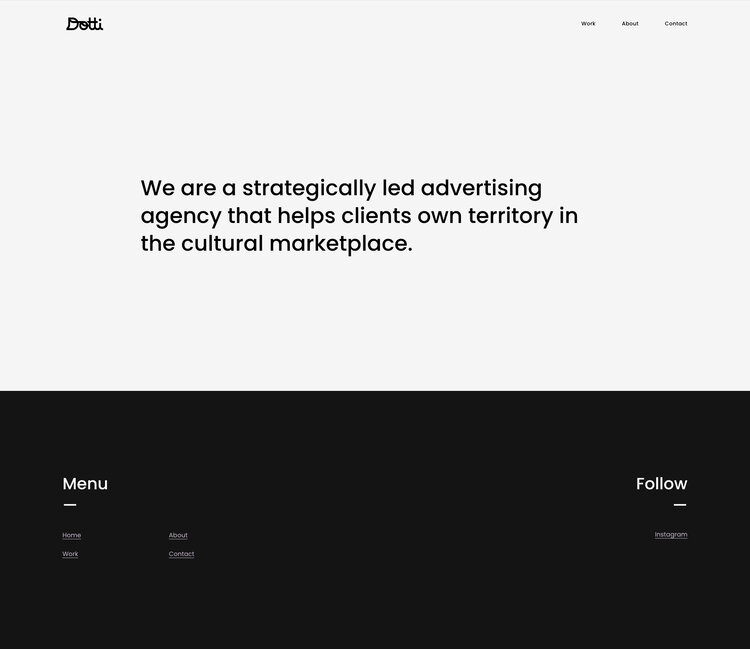 Dotti
Work About Contact
We are a strategically led advertising
agency that helps clients own territory in
the cultural marketplace.
Menu
Follow
Home About
Instagram
Work Contact